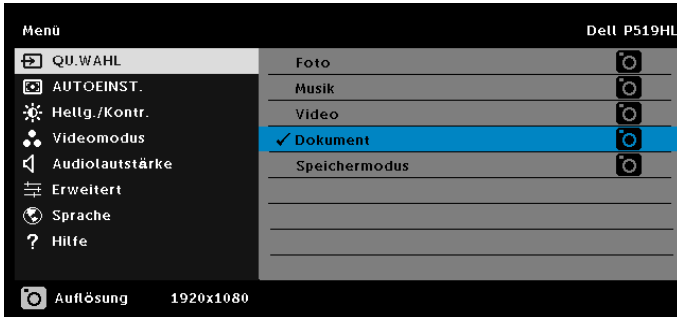 Menü
Dell P519HL
QU.WAHL
AUTOEINST.
Hellg./Kontr.
Videomodus
Audiolautstärke
Erweitert
Sprache
? Hilfe
Foto
Musik
Video
✓ Dokument
Speichermodus
Auflösung 1920x1080